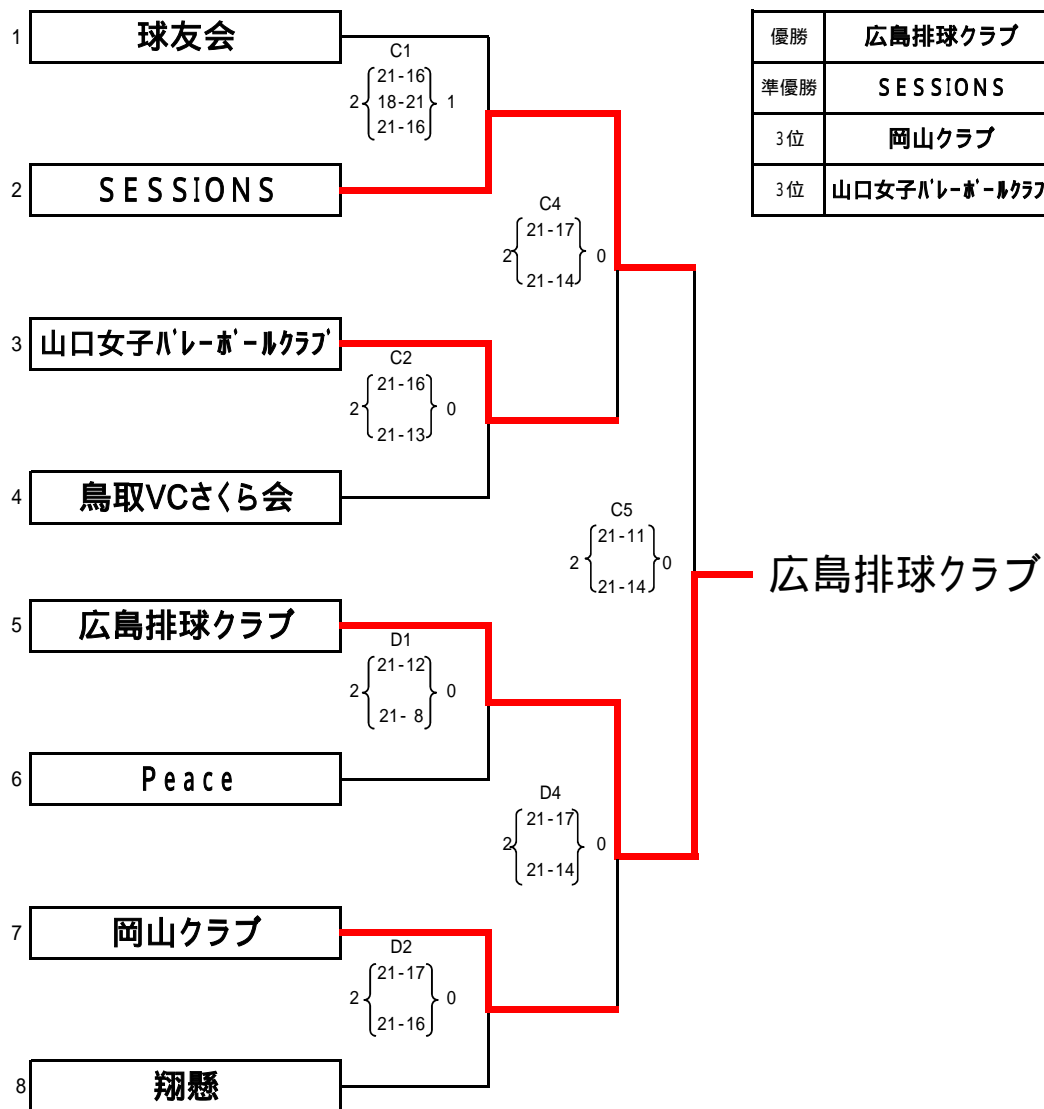 1 球友会
C1
21-16
2 18-21 1
21-16
2 SESSIONS
C4
21-17
2 0
21-14
3 山口女子ﾊﾞﾚｰﾎﾞｰﾙｸﾗﾌﾞ
C2
21-16
2 0
21-13
4 鳥取VCさくら会
C5
21-11
2 0
21-14
広島排球クラブ
5 広島排球クラブ
D1
21-12
2 0
21- 8
6 Peace
D4
21-17
2 0
21-14
7 岡山クラブ
D2
21-17
2 0
21-16
8 翔懸
優勝 広島排球クラブ
準優勝 SESSIONS
3位 岡山クラブ
3位 山口女子ﾊﾞﾚｰﾎﾞｰﾙｸﾗﾌﾞ